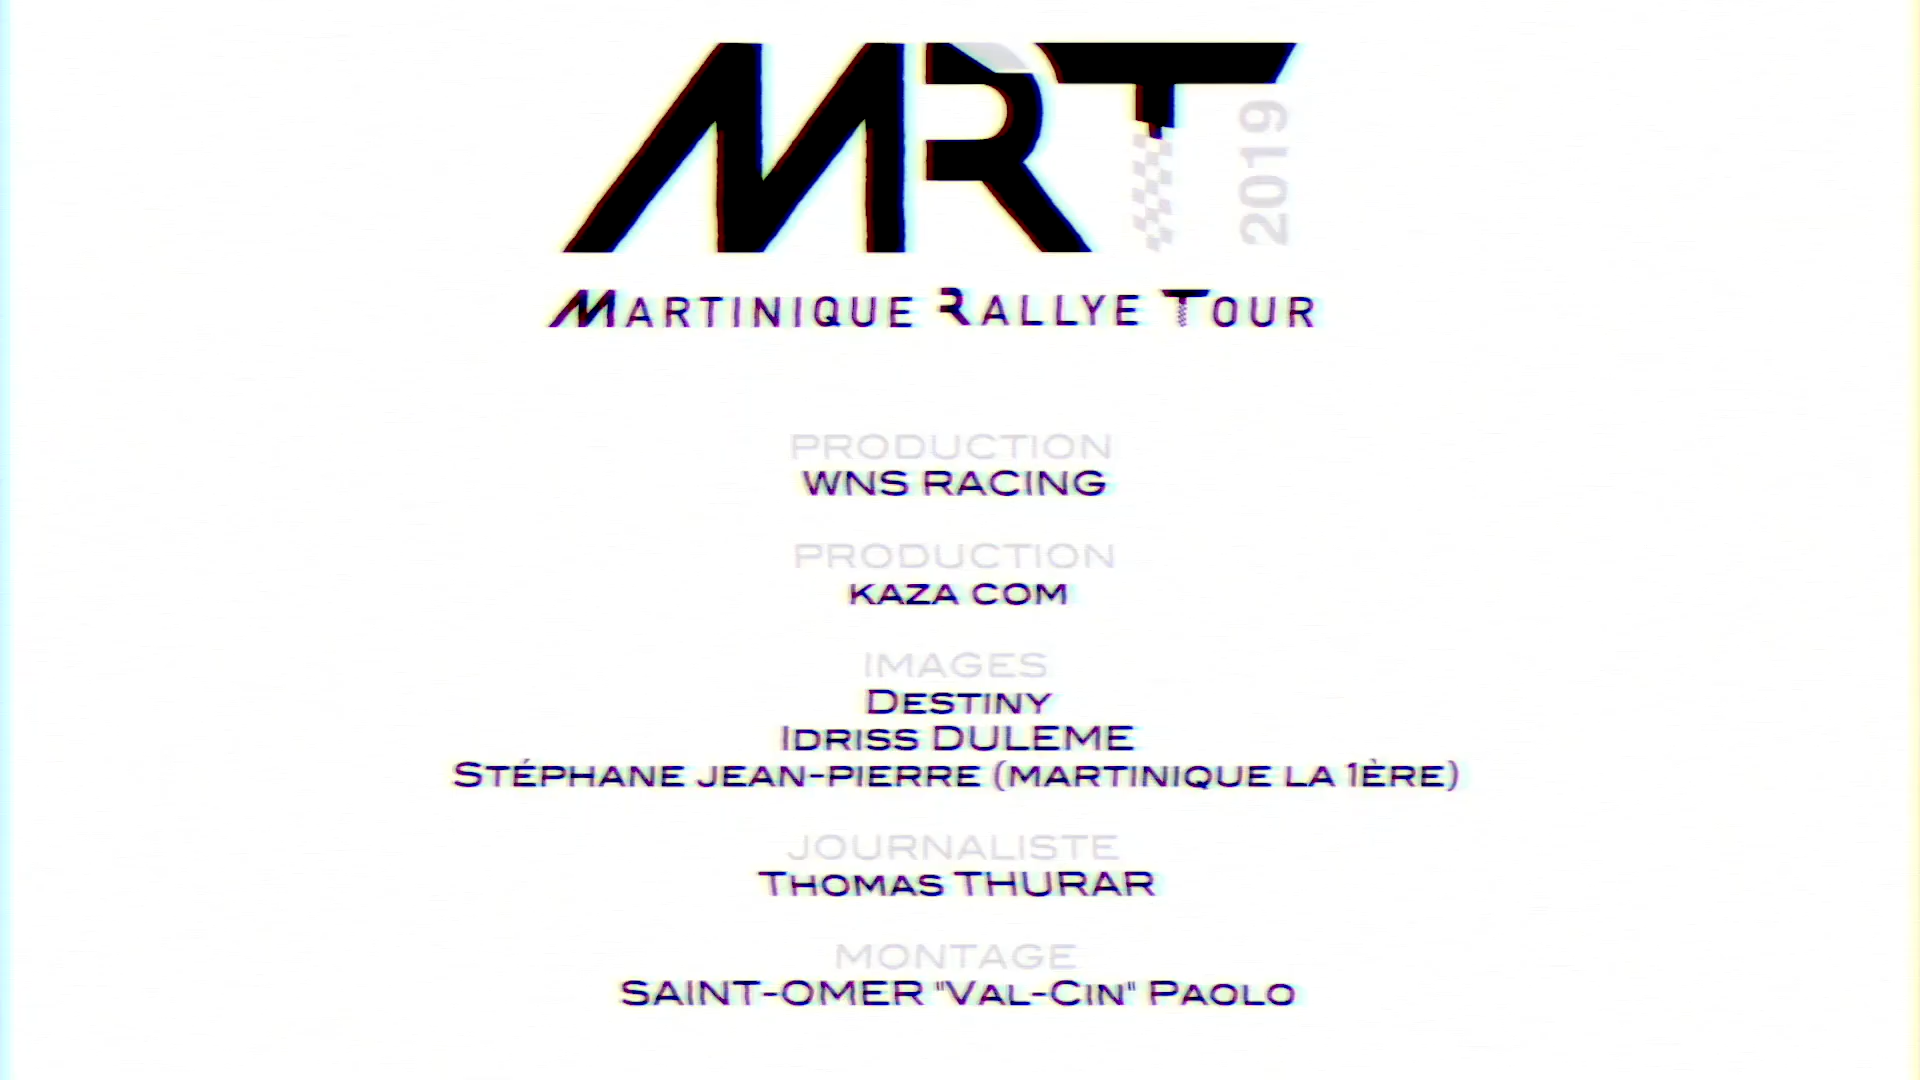 MRT
2019
MARTINIQUE RALLYE TOUR
PRODUCTION
WNS RACING
PRODUCTION
KAZA COM
IMAGES
DESTINY
IDRISS DULEME
STÉPHANE JEAN-PIERRE (MARTINIQUE LA 1ÈRE)
JOURNALISTE
THOMAS THURAR
MONTAGE
SAINT-OMER "VAL-CIN" PAOLO